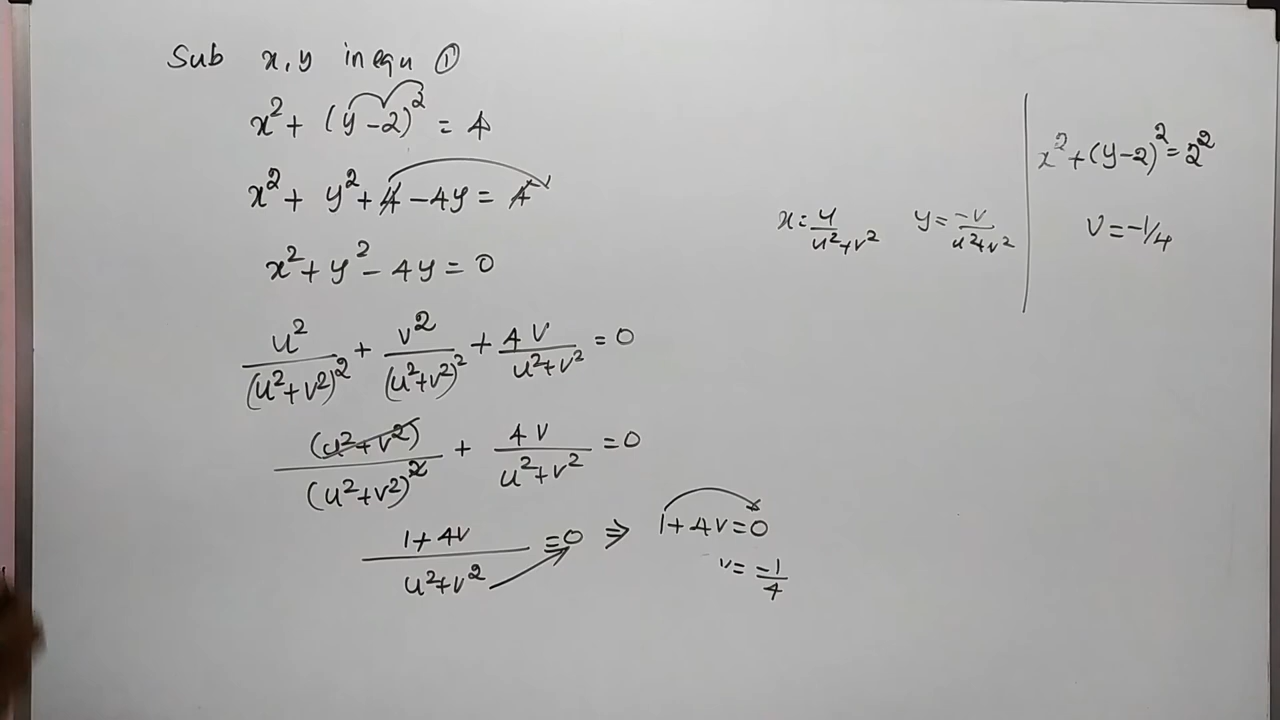 Sub x, y in equ ①
x² + (y-2)² = 4
x² + y² + 4 - 4y = 4
x² + y² - 4y = 0
u²/(u²+v²)² + v²/(u²+v²)² + 4v/(u²+v²) = 0
(u²+v²)/(u²+v²)² + 4v/(u²+v²) = 0
(1+4v)/(u²+v²) = 0 ⇒ 1+4v=0
v = -1/4
x = u/(u²+v²) y = -v/(u²+v²)
x² + (y-2)² = 2²
v = -1/4